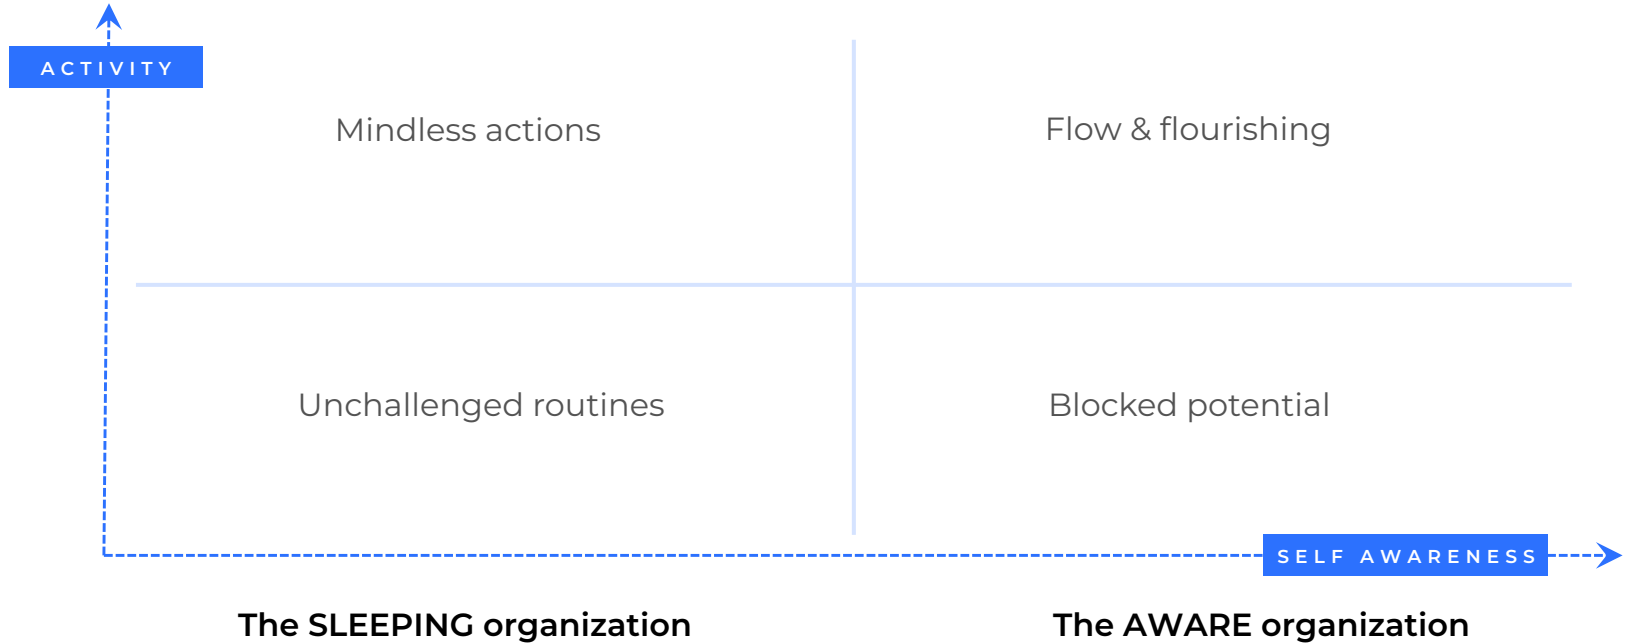 ACTIVITY
Mindless actions
Flow & flourishing
Unchallenged routines
Blocked potential
SELF AWARENESS
The SLEEPING organization
The AWARE organization